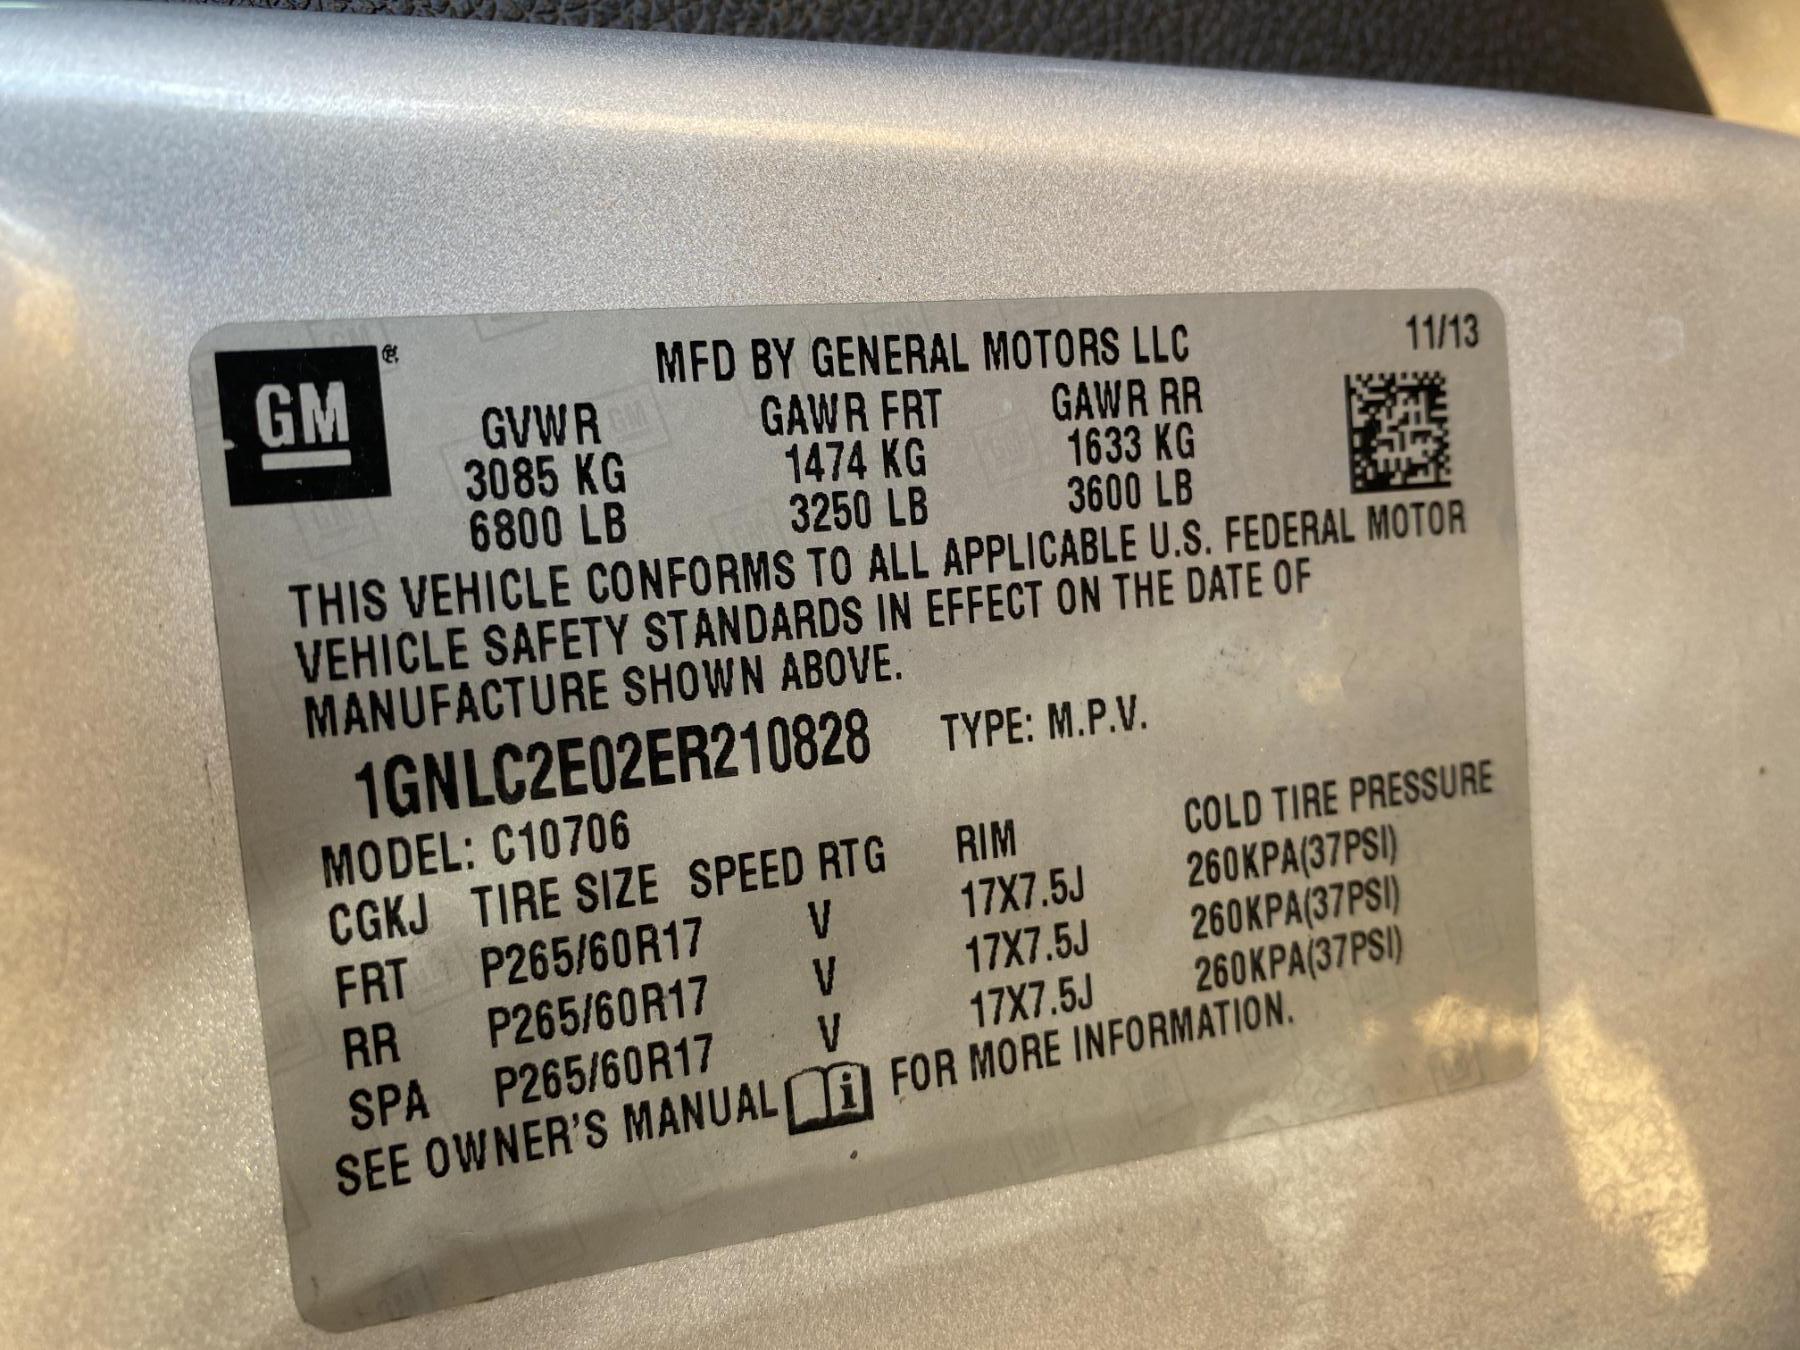 GM
MFD BY GENERAL MOTORS LLC 11/13
GVWR GAWR FRT GAWR RR
3085 KG 1474 KG 1633 KG
6800 LB 3250 LB 3600 LB
THIS VEHICLE CONFORMS TO ALL APPLICABLE U.S. FEDERAL MOTOR
VEHICLE SAFETY STANDARDS IN EFFECT ON THE DATE OF
MANUFACTURE SHOWN ABOVE.
1GNLC2E02ER210828 TYPE: M.P.V.
MODEL: C10706
CGKJ TIRE SIZE SPEED RTG RIM COLD TIRE PRESSURE
FRT P265/60R17 V 17X7.5J 260KPA(37PSI)
RR P265/60R17 V 17X7.5J 260KPA(37PSI)
SPA P265/60R17 V 17X7.5J 260KPA(37PSI)
SEE OWNER'S MANUAL i FOR MORE INFORMATION.